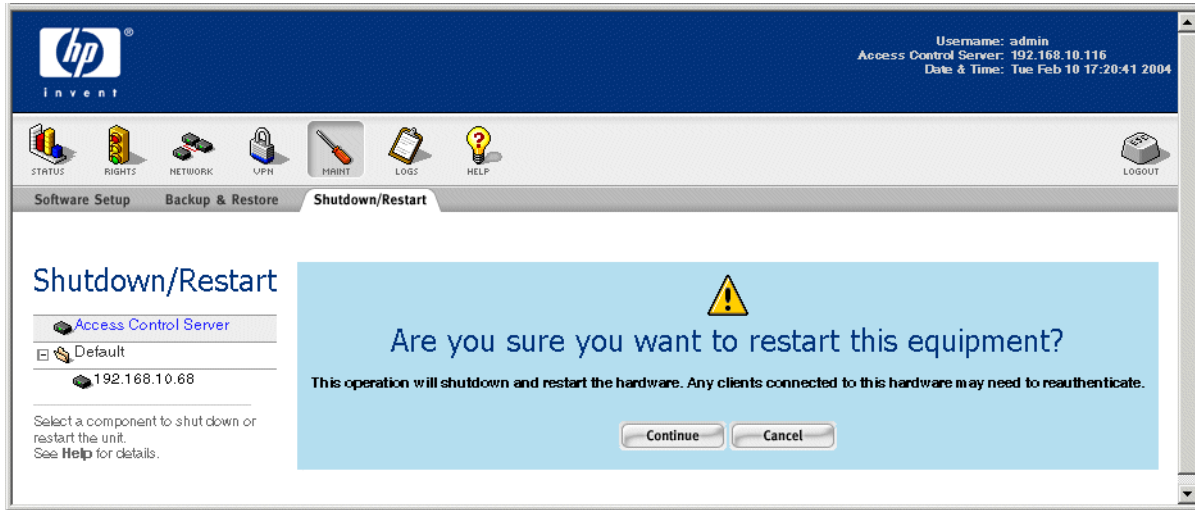 hp
®
invent
Username: admin
Access Control Server: 192.168.10.116
Date & Time: Tue Feb 10 17:20:41 2004
STATUS RIGHTS NETWORK VPN MAINT LOGS HELP LOGOUT
Software Setup Backup & Restore Shutdown/Restart
Shutdown/Restart
Access Control Server
Default
192.168.10.68
Select a component to shut down or
restart the unit.
See Help for details.
Are you sure you want to restart this equipment?
This operation will shutdown and restart the hardware. Any clients connected to this hardware may need to reauthenticate.
Continue Cancel